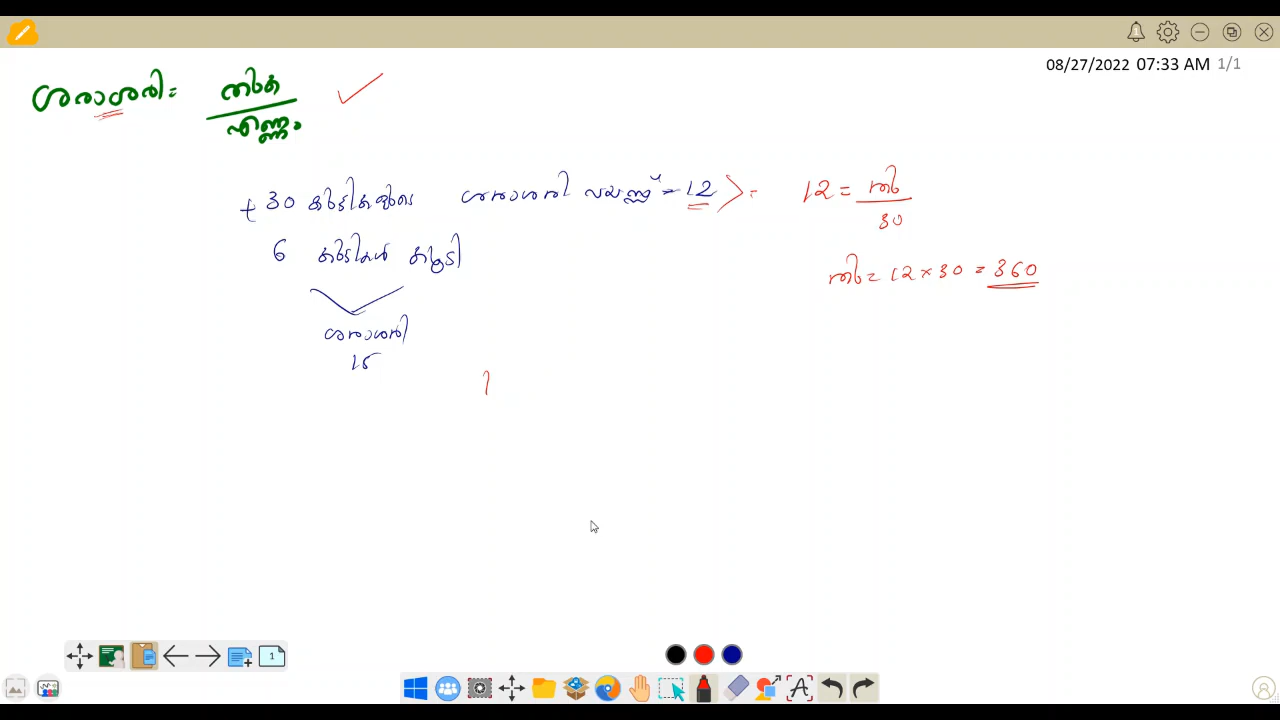 08/27/2022 07:33 AM 1/1
ശരാശരി = തുക / എണ്ണം
+ 30 കുട്ടികളുടെ ശരാശരി വയസ്സ് = 12 > = 12 = തുക / 30
6 കുട്ടികൾ കൂടി
തുക = 12 × 30 = 360
ശരാശരി
15
1